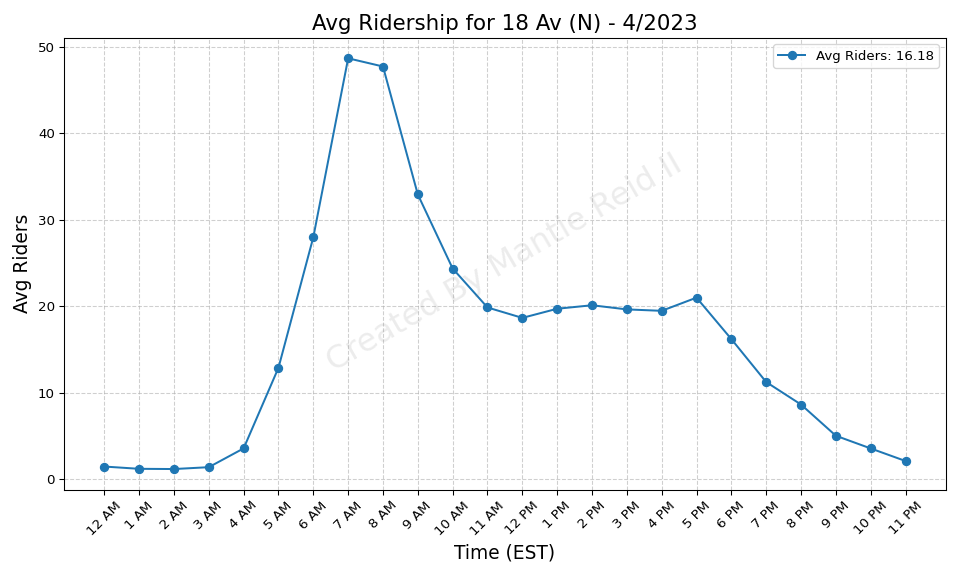 Avg Ridership for 18 Av (N) - 4/2023
Avg Riders: 16.18
50
40
30
20
10
0
Avg Riders
Created By Mantle Reid II
12 AM
1 AM
2 AM
3 AM
4 AM
5 AM
6 AM
7 AM
8 AM
9 AM
10 AM
11 AM
12 PM
1 PM
2 PM
3 PM
4 PM
5 PM
6 PM
7 PM
8 PM
9 PM
10 PM
11 PM
Time (EST)